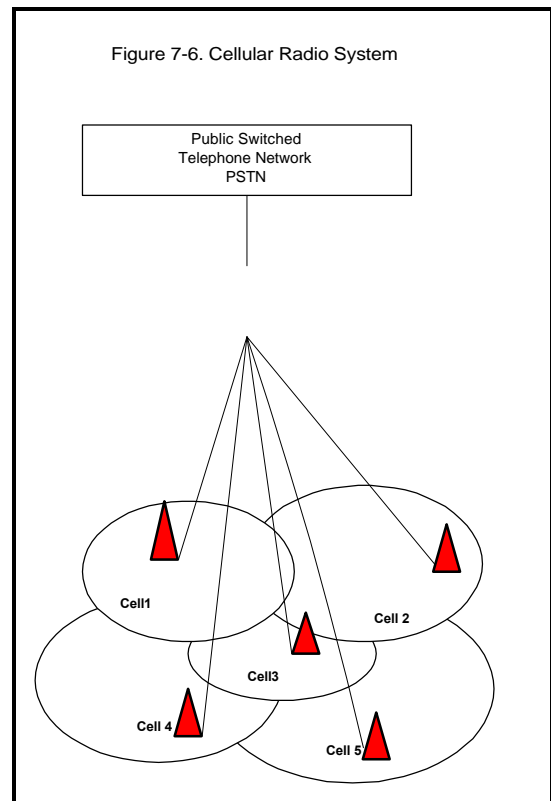 Figure 7-6. Cellular Radio System
Public Switched
Telephone Network
PSTN
Cell1
Cell 2
Cell3
Cell 4
Cell 5